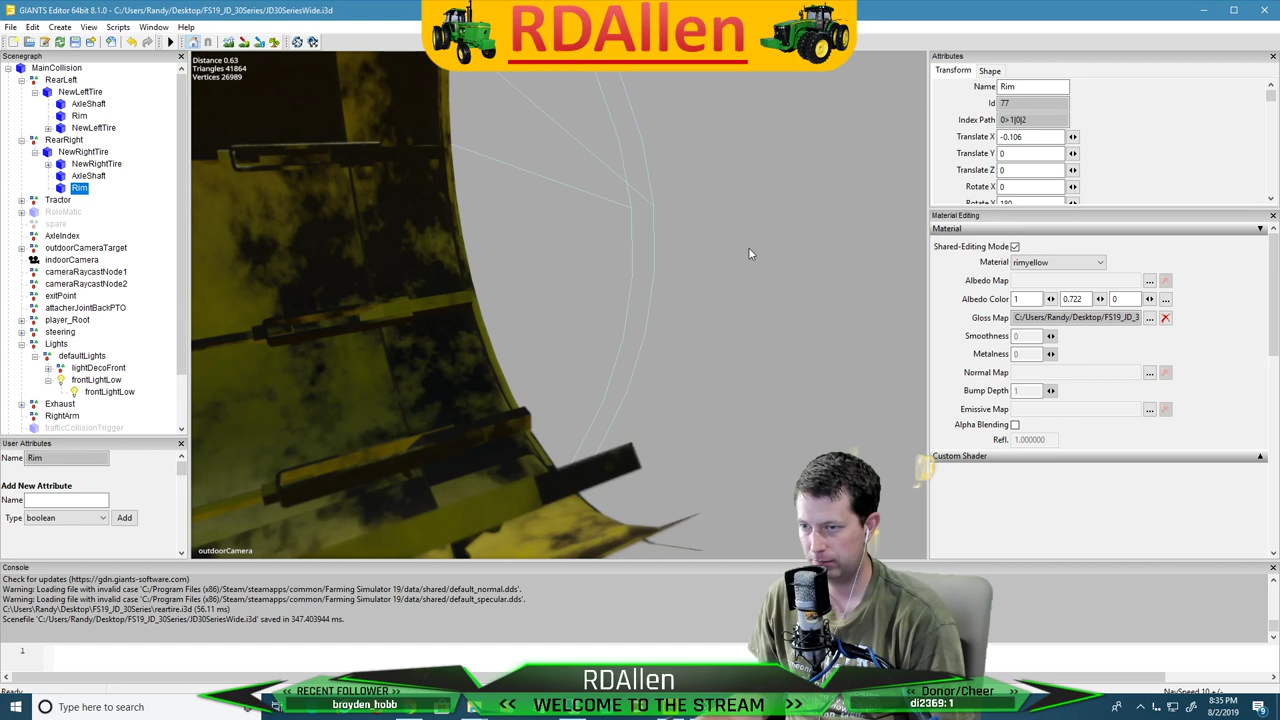 GIANTS Editor 64bit 8.1.0 - C:/Users/Randy/Desktop/FS19_JD_30Series/JD30SeriesWide.i3d
File Edit Create View Scripts Window Help
RDAllen
Scenegraph
MainCollision
RearLeft
NewLeftTire
AxleShaft
Rim
NewLeftTire
RearRight
NewRightTire
NewRightTire
AxleShaft
Rim
Tractor
RoloMatic
spare
AxleIndex
outdoorCameraTarget
indoorCamera
cameraRaycastNode1
cameraRaycastNode2
exitPoint
attacherJointBackPTO
player_Root
steering
Lights
defaultLights
lightDecoFront
frontLightLow
frontLightLow
Exhaust
RightArm
trafficCollisionTrigger
User Attributes
Name Rim
Add New Attribute
Name
Type boolean Add
Distance 0.63
Triangles 41864
Vertices 26989
outdoorCamera
Attributes
Transform Shape
Name Rim
Id 77
Index Path 0>1|0|2
Translate X -0.106
Translate Y 0
Translate Z 0
Rotate X 0
Rotate Y 180
Material Editing
Material
Shared-Editing Mode
Material rimyellow
Albedo Map ...
Albedo Color 1 0.722 0 ...
Gloss Map C:/Users/Randy/Desktop/FS19_JD_3 ...
Smoothness 0
Metalness 0
Normal Map ...
Bump Depth 1
Emissive Map ...
Alpha Blending
Refl. 1.000000
Custom Shader
Console
Check for updates (https://gdn.giants-software.com)
Warning: Loading file with invalid case 'C:/Program Files (x86)/Steam/steamapps/common/Farming Simulator 19/data/shared/default_normal.dds'.
Warning: Loading file with invalid case 'C:/Program Files (x86)/Steam/steamapps/common/Farming Simulator 19/data/shared/default_specular.dds'.
C:\Users\Randy\Desktop\FS19_JD_30Series\reartire.i3d (56.11 ms)
Scenefile 'C:/Users/Randy/Desktop/FS19_JD_30Series/JD30SeriesWide.i3d' saved in 347.403944 ms.
1
Ready
NavSpeed 10 +/-
RDAllen
<< RECENT FOLLOWER >>
brayden_hobb
<< WELCOME TO THE STREAM >>
<< Donor/Cheer >>
di2369: 1
Type here to search
8:35 PM
8/2/2019